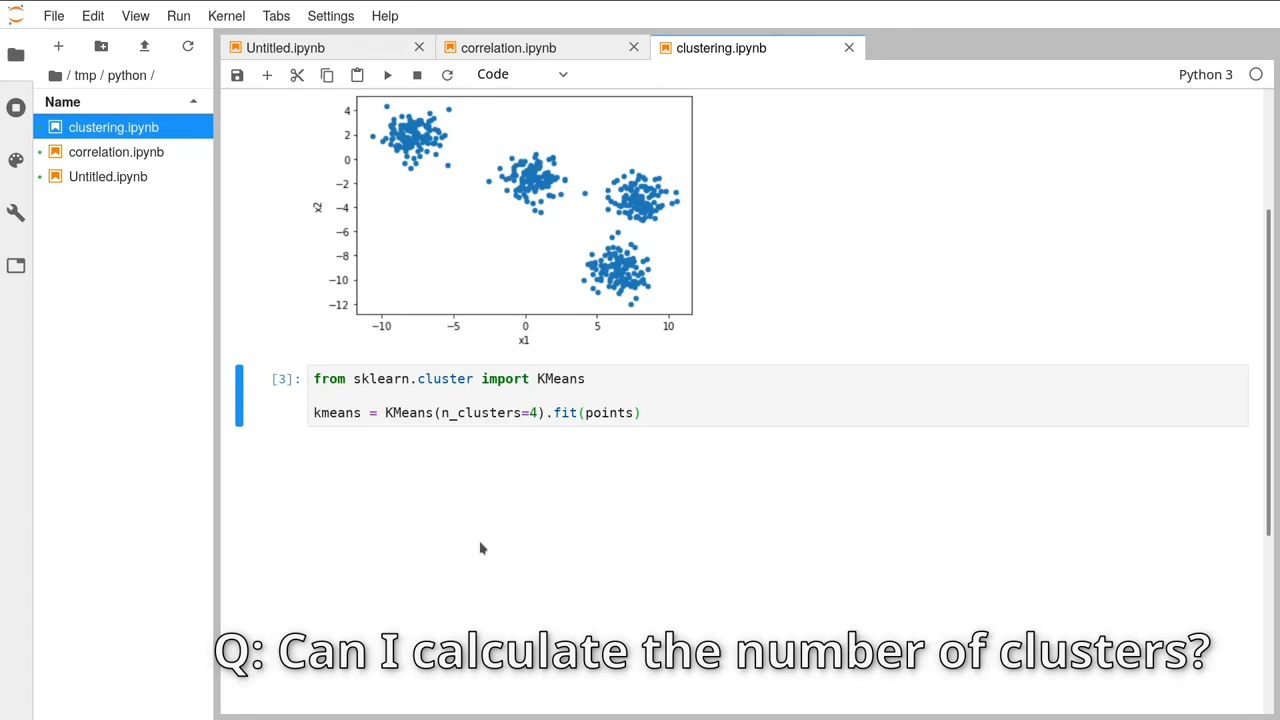 File Edit View Run Kernel Tabs Settings Help
Untitled.ipynb correlation.ipynb clustering.ipynb
Code Python 3
/ tmp / python /
Name
clustering.ipynb
correlation.ipynb
Untitled.ipynb
4
2
0
−2
−4
−6
−8
−10
−12
x2
−10 −5 0 5 10
x1
[3]: from sklearn.cluster import KMeans
kmeans = KMeans(n_clusters=4).fit(points)
Q: Can I calculate the number of clusters?